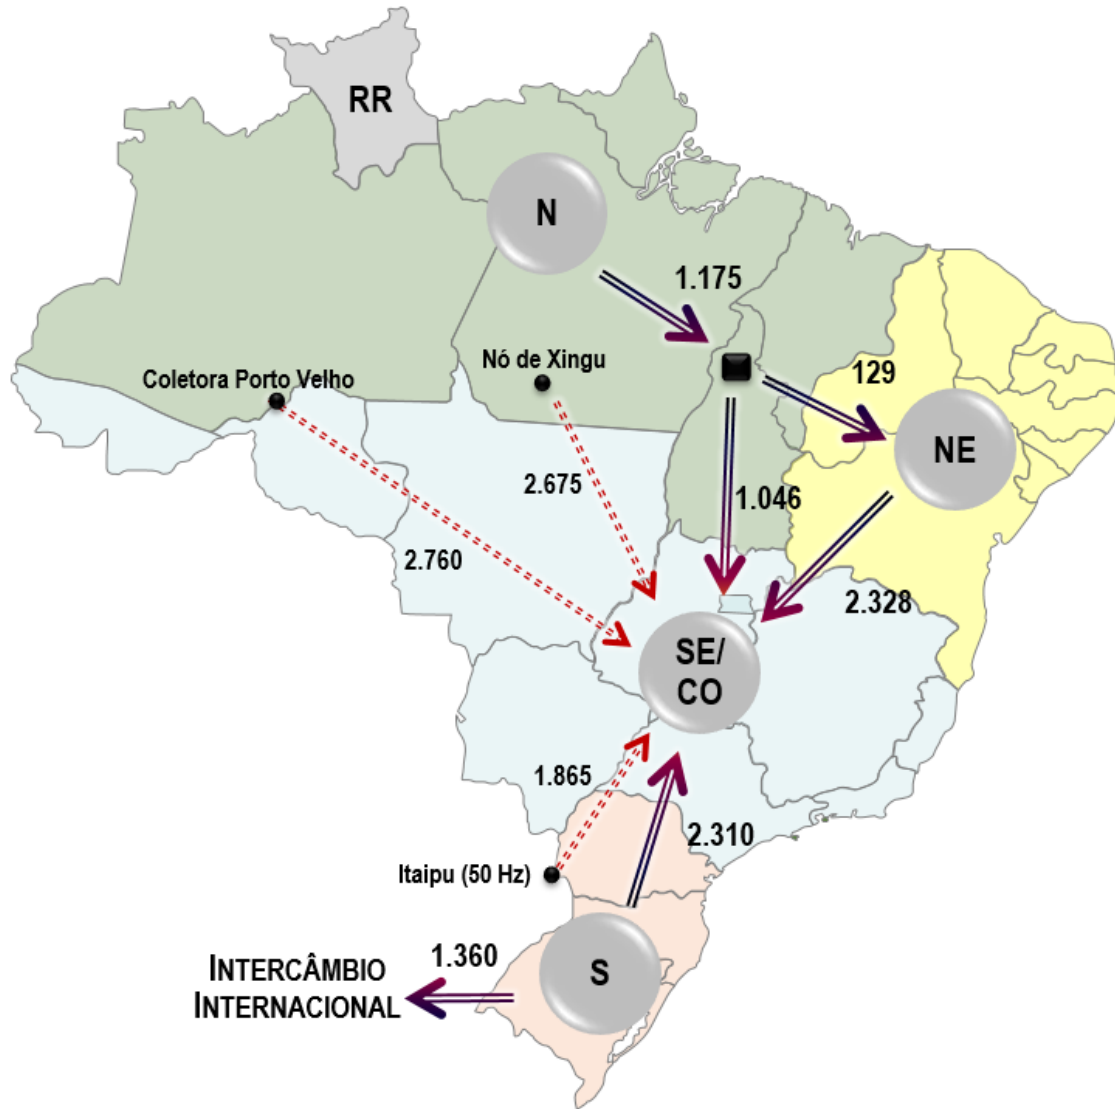 RR
N
1.175
Nó de Xingu
Coletora Porto Velho
129
NE
2.675
1.046
2.760
2.328
SE/
CO
1.865
2.310
Itaipu (50 Hz)
1.360
INTERCÂMBIO
INTERNACIONAL
S